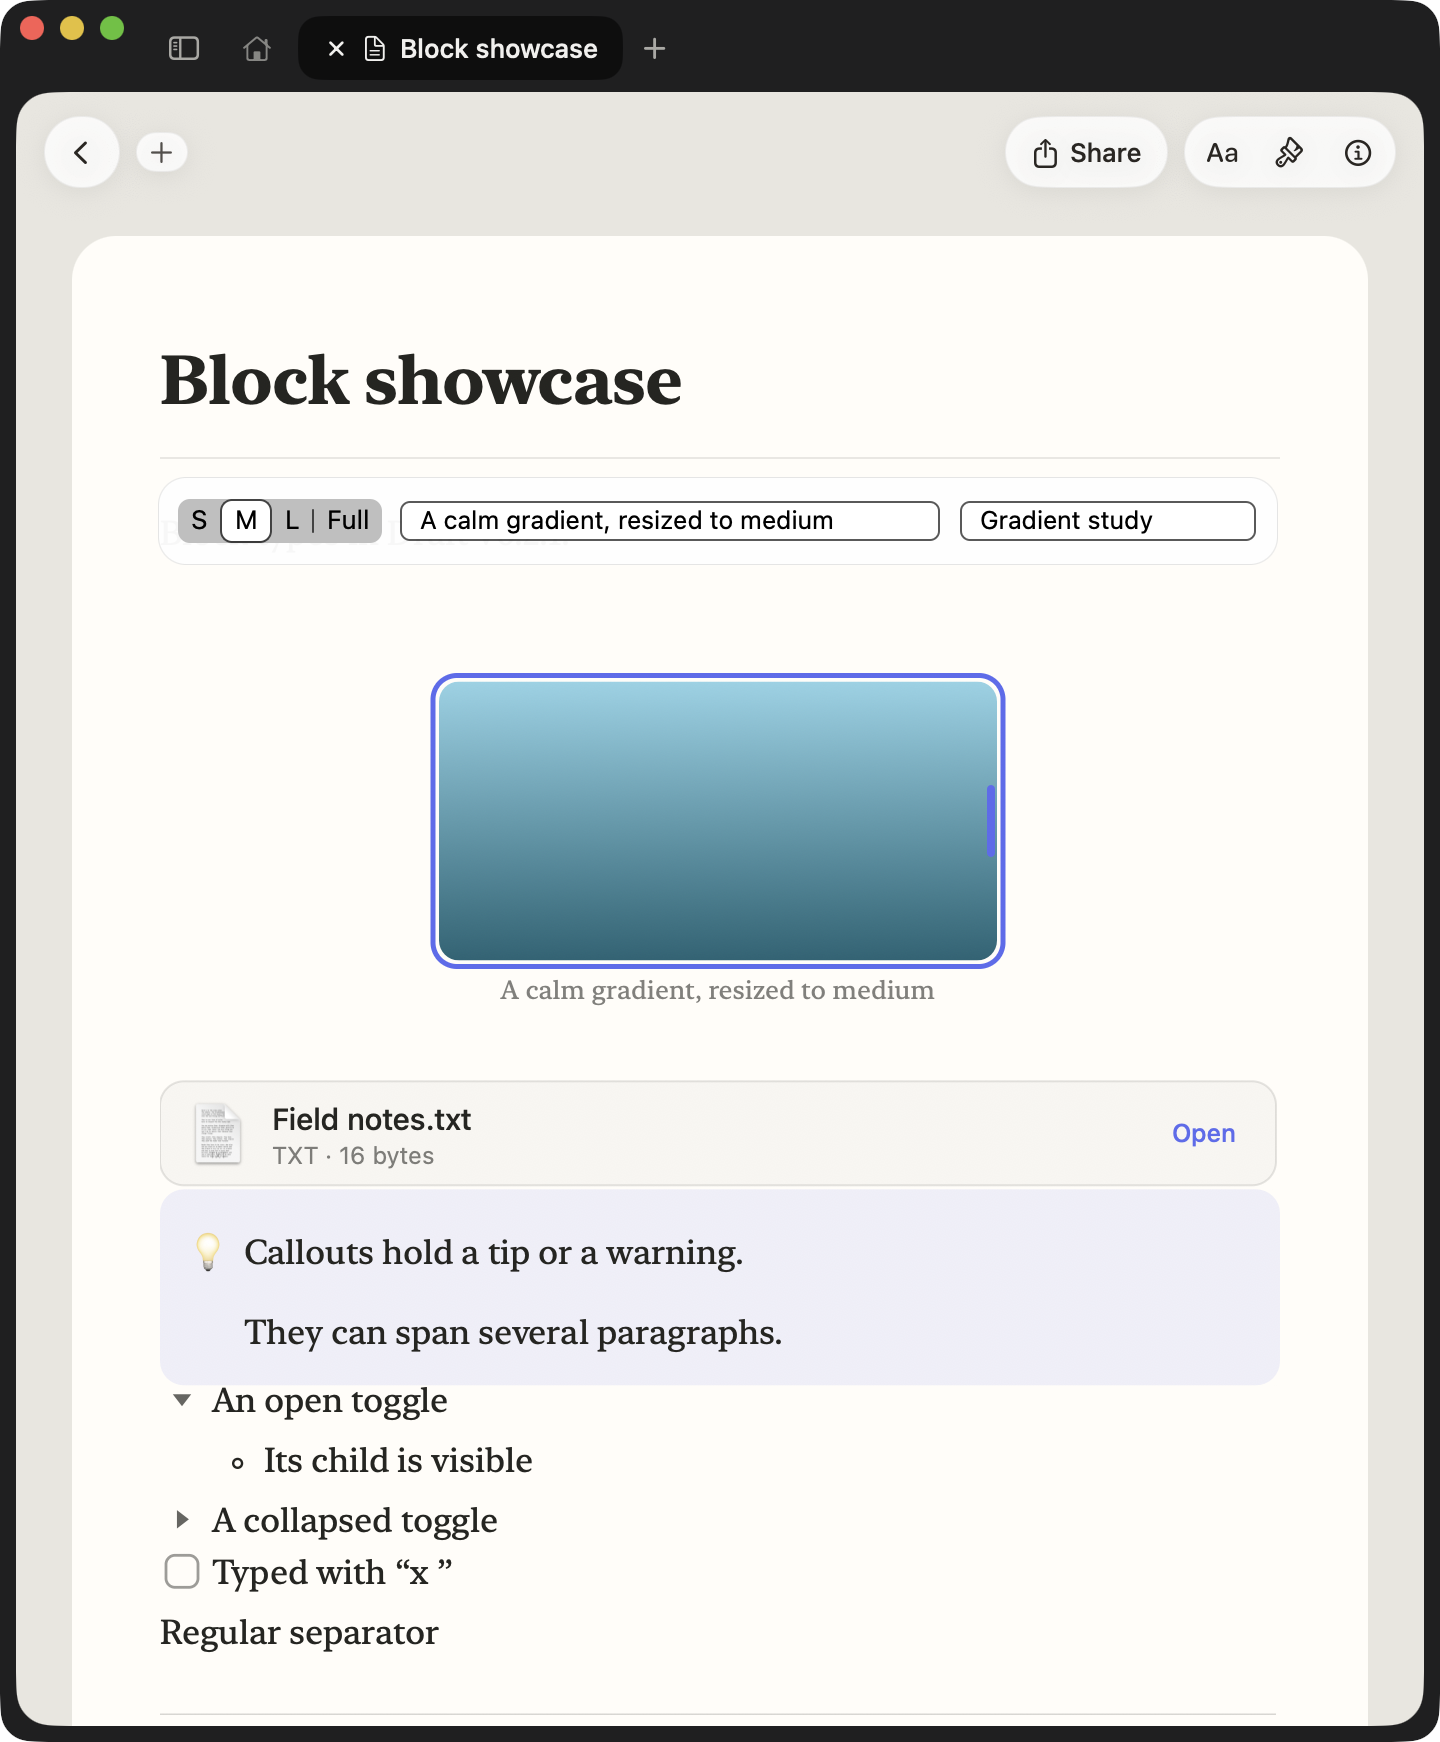 Block showcase
Share
Aa
Block showcase
S M L Full
A calm gradient, resized to medium
Gradient study
A calm gradient, resized to medium
Field notes.txt
TXT · 16 bytes
Open
Callouts hold a tip or a warning.
They can span several paragraphs.
An open toggle
Its child is visible
A collapsed toggle
Typed with “x ”
Regular separator